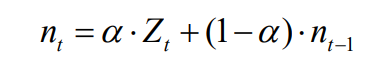 n_t = α · Z_t + (1 − α) · n_{t−1}